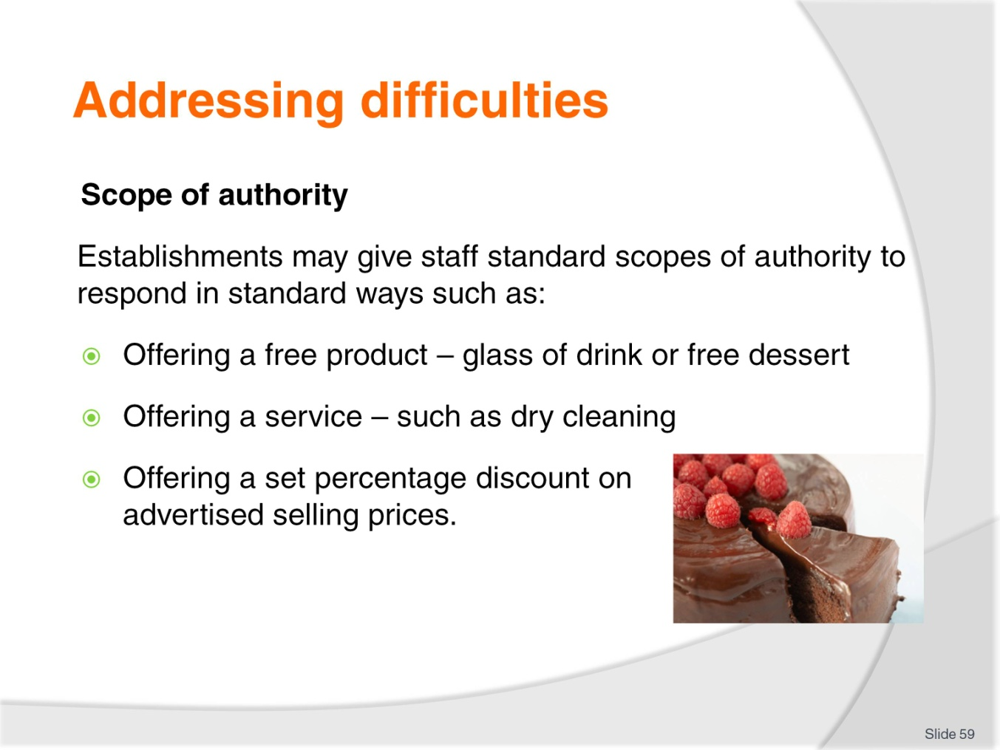 Addressing difficulties
Scope of authority
Establishments may give staff standard scopes of authority to
respond in standard ways such as:
Offering a free product – glass of drink or free dessert
Offering a service – such as dry cleaning
Offering a set percentage discount on
advertised selling prices.
Slide 59